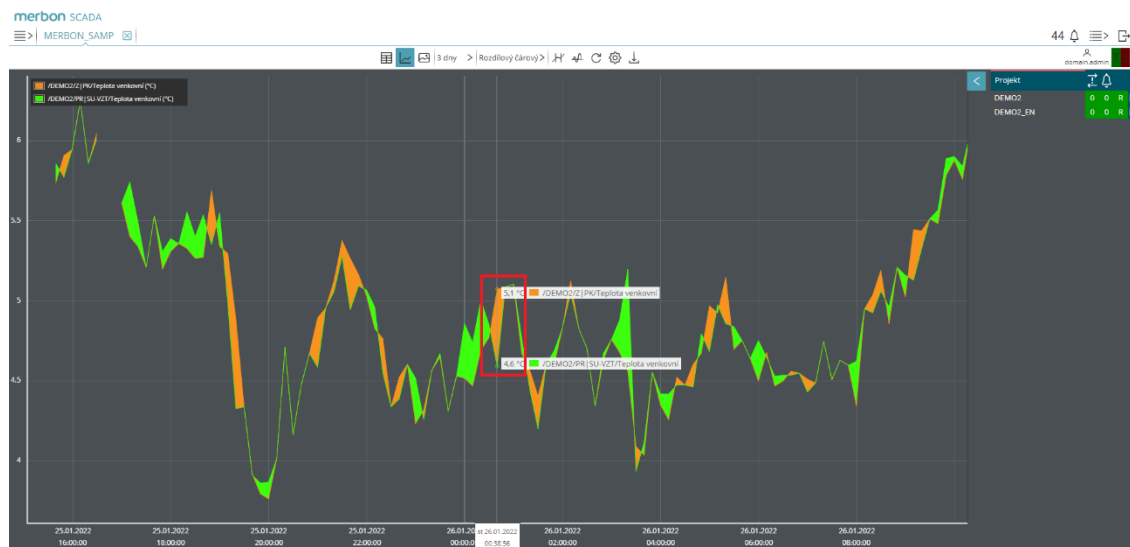 merbon SCADA
MERBON_SAMP
44
3 dny > Rozdílový čárový >
domain.admin
/DEMO2/Z|PK/Teplota venkovní (°C)
/DEMO2/PR|SU-VZT/Teplota venkovní (°C)
Projekt
DEMO2 0 0 R
DEMO2_EN 0 0 R
6
5.5
5
4.5
4
5.1 °C /DEMO2/Z|PK/Teplota venkovní
4.6 °C /DEMO2/PR|SU-VZT/Teplota venkovní
25.01.2022 25.01.2022 25.01.2022 25.01.2022 26.01.20 st 26.01.2022 26.01.2022 26.01.2022 26.01.2022 26.01.2022
16:00:00 18:00:00 20:00:00 22:00:00 00:00:0 00:38:56 02:00:00 04:00:00 06:00:00 08:00:00